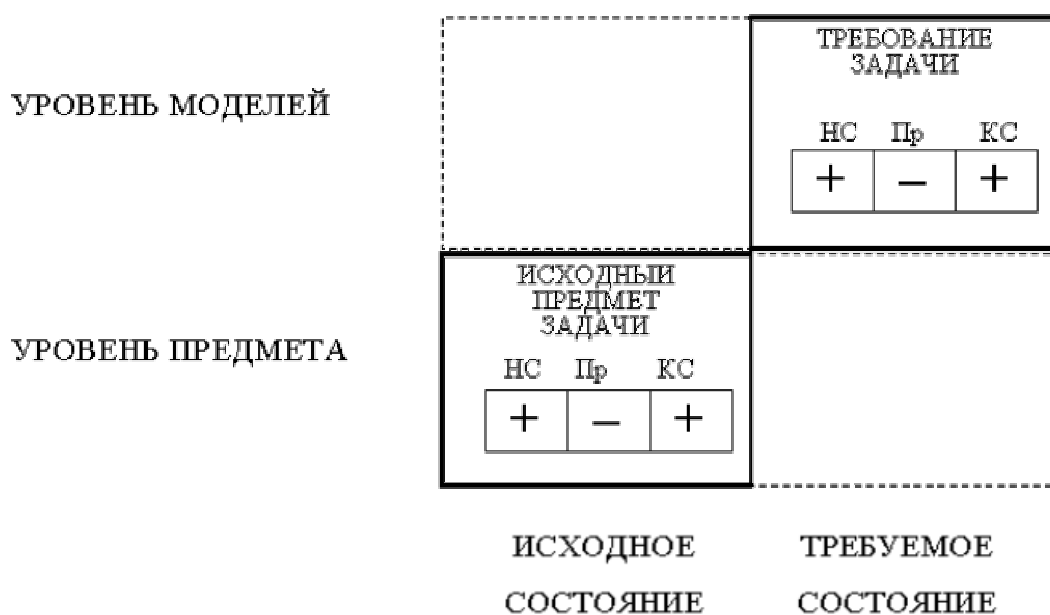 ТРЕБОВАНИЕ
ЗАДАЧИ
УРОВЕНЬ МОДЕЛЕЙ
НС Пр КС
+ – +
ИСХОДНЫЙ
ПРЕДМЕТ
ЗАДАЧИ
УРОВЕНЬ ПРЕДМЕТА
НС Пр КС
+ – +
ИСХОДНОЕ ТРЕБУЕМОЕ
СОСТОЯНИЕ СОСТОЯНИЕ